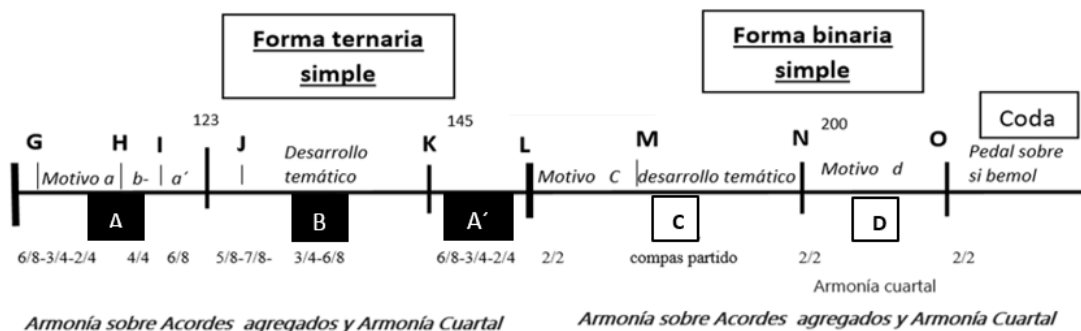 Forma ternaria
simple
Forma binaria
simple
Coda
123
145
200
G H I J K L M N O
Motivo a b- a´
Desarrollo
temático
Motivo C desarrollo temático
Motivo d
Pedal sobre
si bemol
A B A´ C D
6/8-3/4-2/4 4/4 6/8 5/8-7/8- 3/4-6/8 6/8-3/4-2/4 2/2 compas partido 2/2 2/2
Armonía cuartal
Armonía sobre Acordes agregados y Armonía Cuartal
Armonía sobre Acordes agregados y Armonía Cuartal